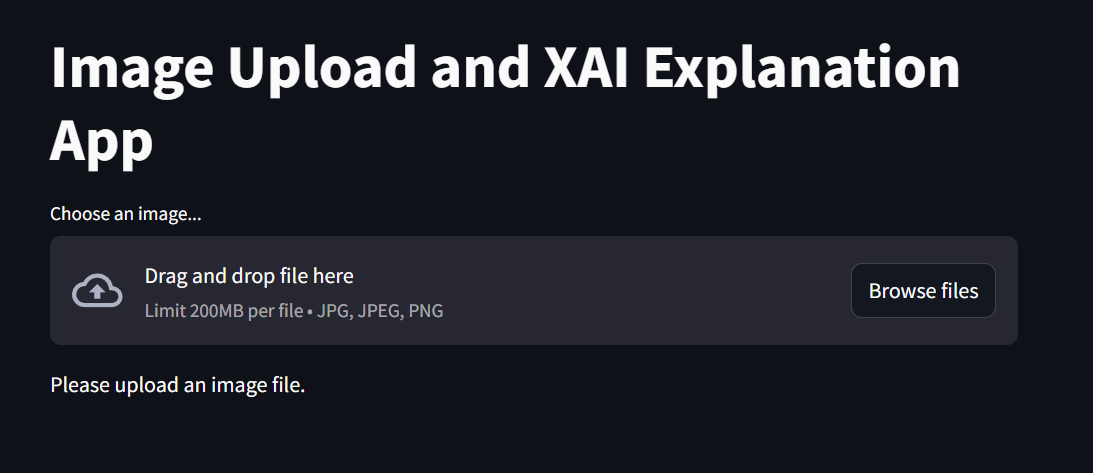 Image Upload and XAI Explanation
App
Choose an image...
Drag and drop file here
Limit 200MB per file • JPG, JPEG, PNG
Browse files
Please upload an image file.